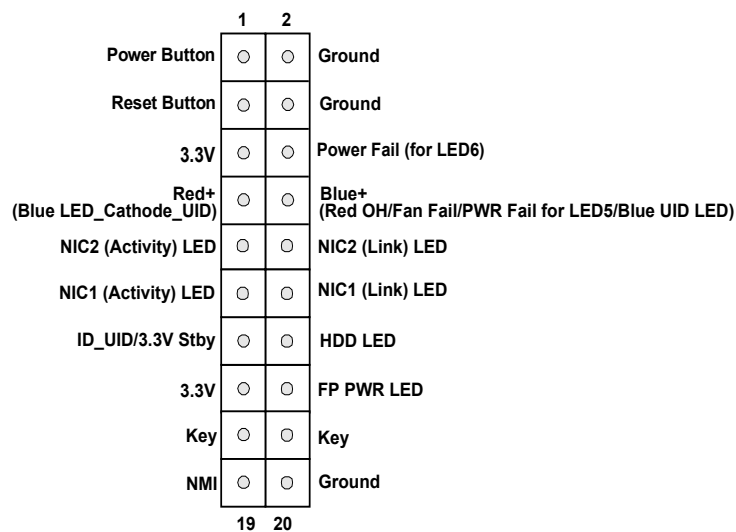 1 2
Power Button Ground
Reset Button Ground
3.3V Power Fail (for LED6)
Red+ Blue+
(Blue LED_Cathode_UID) (Red OH/Fan Fail/PWR Fail for LED5/Blue UID LED)
NIC2 (Activity) LED NIC2 (Link) LED
NIC1 (Activity) LED NIC1 (Link) LED
ID_UID/3.3V Stby HDD LED
3.3V FP PWR LED
Key Key
NMI Ground
19 20